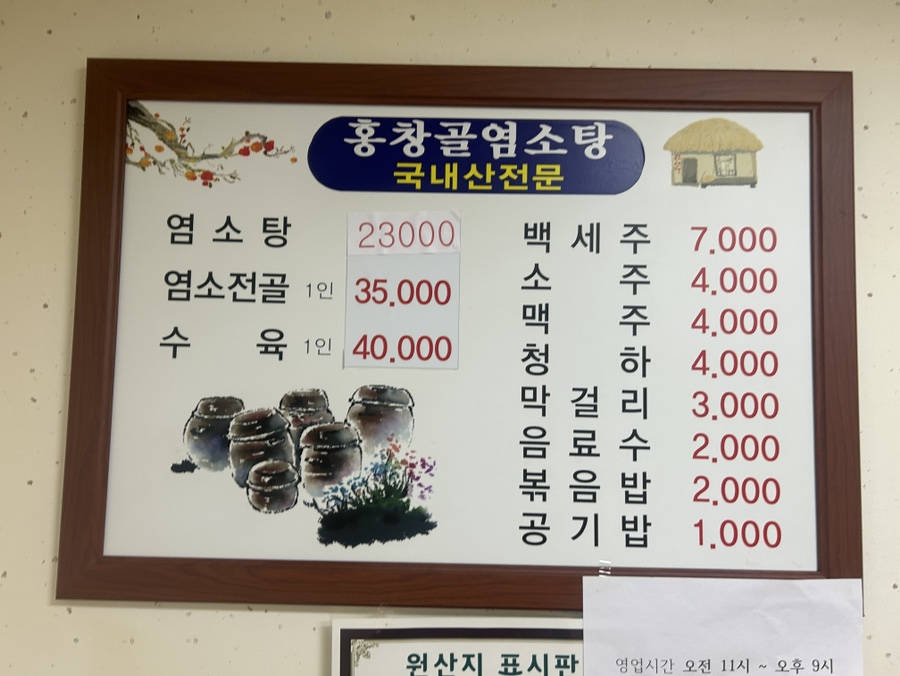 홍창골염소탕
국내산전문
염소탕 23000
염소전골 1인 35.000
수육 1인 40.000
백세주 7.000
소주 4.000
맥주 4.000
청하 4.000
막걸리 3.000
음료수 2.000
볶음밥 2.000
공기밥 1.000
원산지 표시판
영업시간 오전 11시 ~ 오후 9시